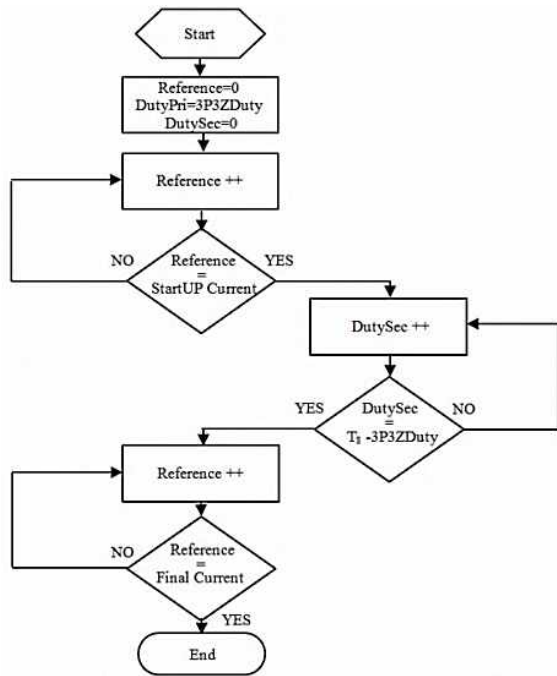 Start
Reference=0
DutyPri=3P3ZDuty
DutySec=0
Reference ++
NO
Reference
=
StartUP Current
YES
DutySec ++
YES
DutySec
=
Ts -3P3ZDuty
NO
Reference ++
NO
Reference
=
Final Current
YES
End